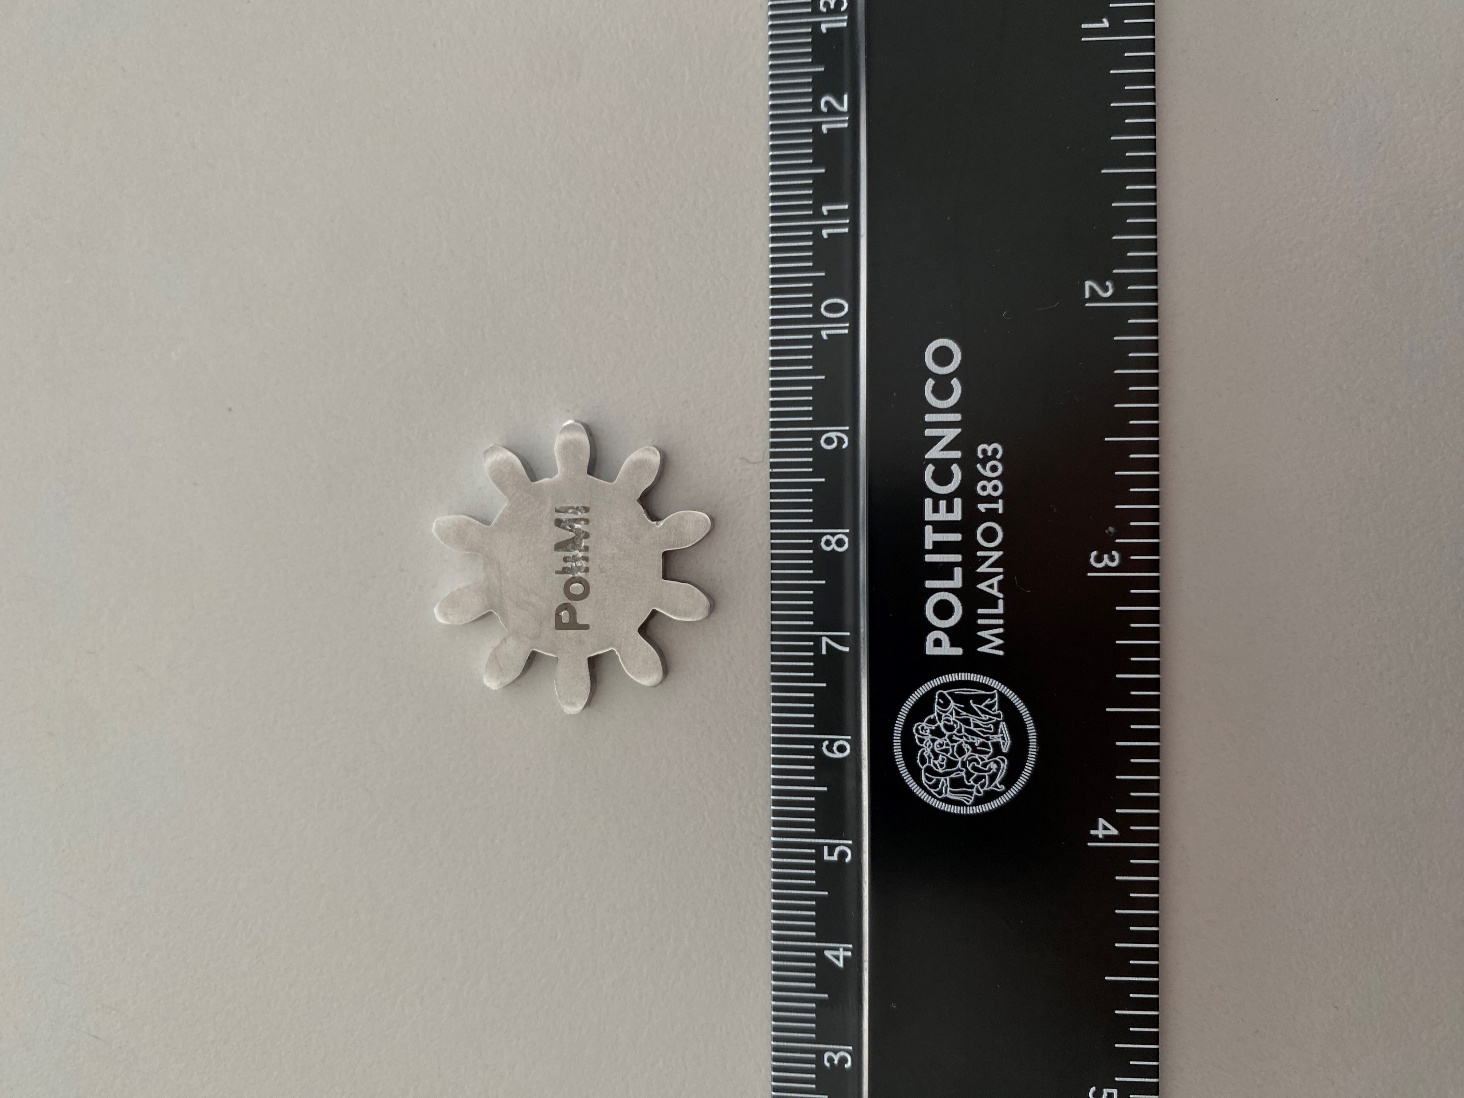 PoliMI
POLITECNICO
MILANO 1863
3 4 5 6 7 8 9 10 11 12 13
1 2 3 4 5